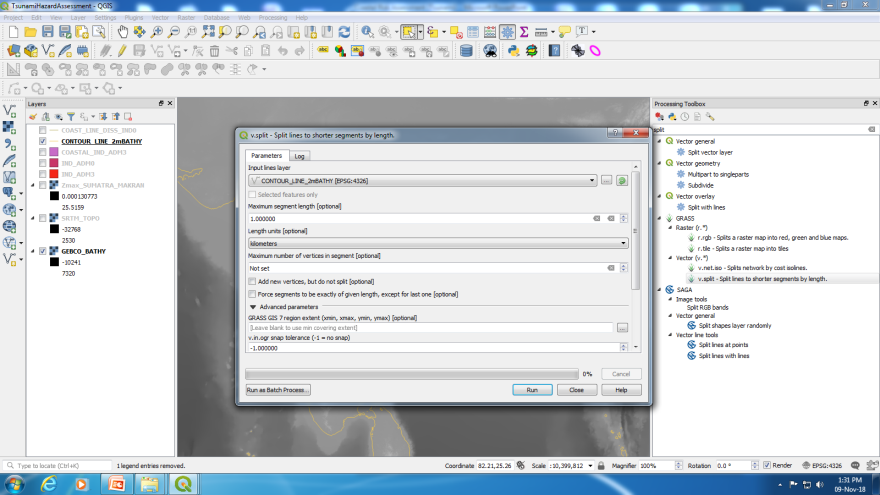 TsunamiHazardAssessment - QGIS
Project Edit View Layer Settings Plugins Vector Raster Database Web Processing Help
Layers
COAST_LINE_DISS_IND0
CONTOUR_LINE_2mBATHY
COASTAL_IND_ADM3
IND_ADM0
IND_ADM3
Zmax_SUMATRA_MAKRAN
0.000130773
25.5159
SRTM_TOPO
-32768
2530
GEBCO_BATHY
-10241
7320
v.split - Split lines to shorter segments by length.
Parameters Log
Input lines layer
CONTOUR_LINE_2mBATHY [EPSG:4326]
Selected features only
Maximum segment length [optional]
1.000000
Length units [optional]
kilometers
Maximum number of vertices in segment [optional]
Not set
Add new vertices, but do not split [optional]
Force segments to be exactly of given length, except for last one [optional]
Advanced parameters
GRASS GIS 7 region extent (xmin, xmax, ymin, ymax) [optional]
[Leave blank to use min covering extent]
v.in.ogr snap tolerance (-1 = no snap)
-1.000000
0%
Cancel
Run as Batch Process...
Run
Close
Help
Processing Toolbox
split
Vector general
Split vector layer
Vector geometry
Multipart to singleparts
Subdivide
Vector overlay
Split with lines
GRASS
Raster (r.*)
r.rgb - Splits a raster map into red, green and blue maps.
r.tile - Splits a raster map into tiles
Vector (v.*)
v.net.iso - Splits network by cost isolines.
v.split - Split lines to shorter segments by length.
SAGA
Image tools
Split RGB bands
Vector general
Split shapes layer randomly
Vector line tools
Split lines at points
Split lines with lines
Type to locate (Ctrl+K)
1 legend entries removed.
Coordinate 82.21,25.26
Scale :10,399,812
Magnifier 100%
Rotation 0.0 °
Render
EPSG:4326
1:31 PM
09-Nov-18